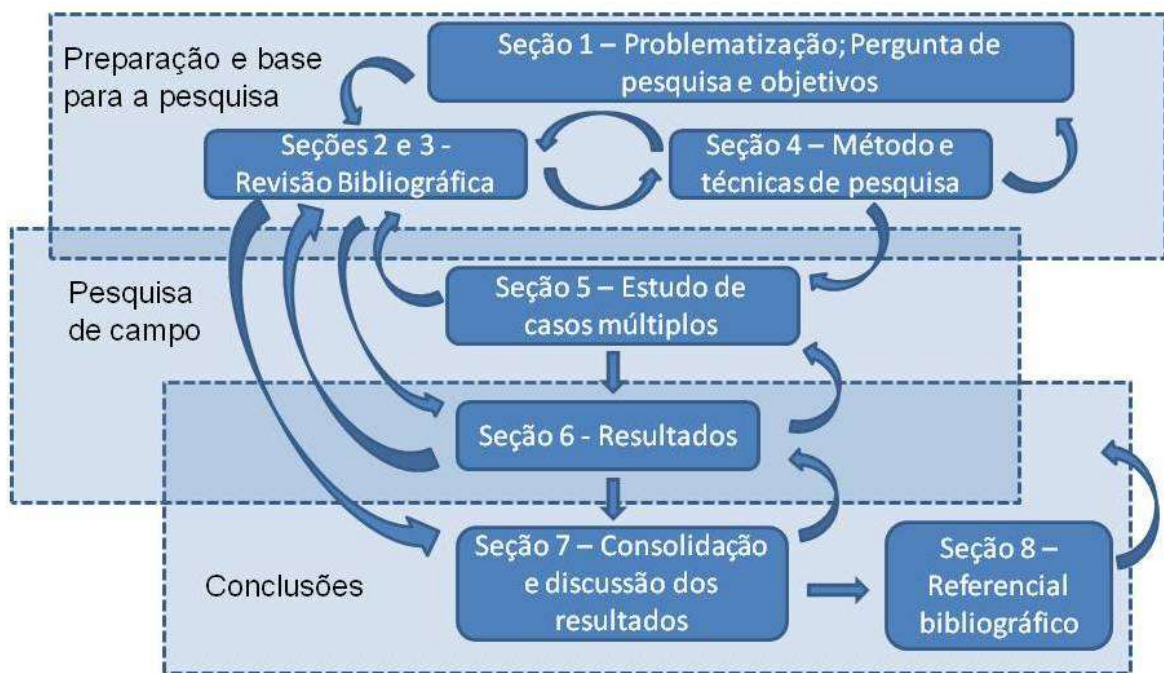 Preparação e base
para a pesquisa
Seção 1 – Problematização; Pergunta de
pesquisa e objetivos
Seções 2 e 3 -
Revisão Bibliográfica
Seção 4 – Método e
técnicas de pesquisa
Pesquisa
de campo
Seção 5 – Estudo de
casos múltiplos
Seção 6 - Resultados
Conclusões
Seção 7 – Consolidação
e discussão dos
resultados
Seção 8 –
Referencial
bibliográfico